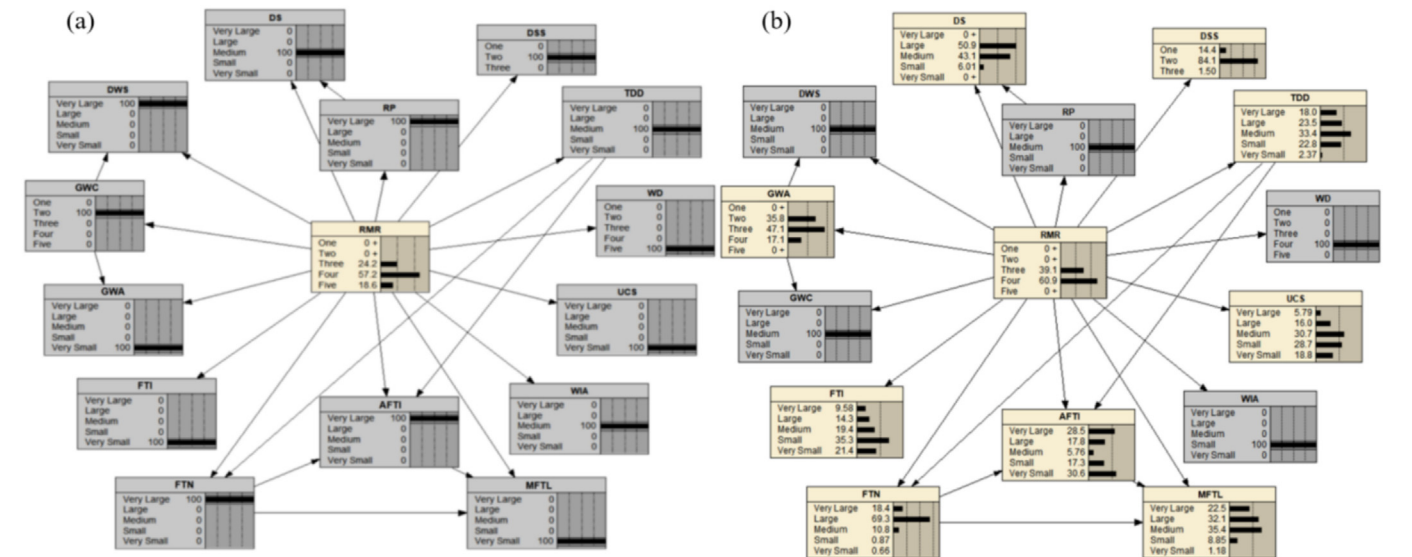 (a)
DS
Very Large 0
Large 0
Medium 100
Small 0
Very Small 0
DSS
One 0
Two 100
Three 0
DWS
Very Large 100
Large 0
Medium 0
Small 0
Very Small 0
RP
Very Large 100
Large 0
Medium 0
Small 0
Very Small 0
TDD
Very Large 0
Large 0
Medium 100
Small 0
Very Small 0
GWC
One 0
Two 100
Three 0
Four 0
Five 0
WD
One 0
Two 0
Three 0
Four 0
Five 100
RMR
One 0 +
Two 0 +
Three 24.2
Four 57.2
Five 18.6
GWA
Very Large 0
Large 0
Medium 0
Small 0
Very Small 100
UCS
Very Large 0
Large 0
Medium 0
Small 0
Very Small 100
FTI
Very Large 0
Large 0
Medium 0
Small 0
Very Small 100
AFTI
Very Large 100
Large 0
Medium 0
Small 0
Very Small 0
WIA
Very Large 0
Large 0
Medium 100
Small 0
Very Small 0
FTN
Very Large 100
Large 0
Medium 0
Small 0
Very Small 0
MFTL
Very Large 0
Large 0
Medium 0
Small 0
Very Small 100
(b)
DS
Very Large 0 +
Large 50.9
Medium 43.1
Small 6.01
Very Small 0 +
DSS
One 14.4
Two 84.1
Three 1.50
DWS
Very Large 0
Large 0
Medium 100
Small 0
Very Small 0
RP
Very Large 0
Large 0
Medium 100
Small 0
Very Small 0
TDD
Very Large 18.0
Large 23.5
Medium 33.4
Small 22.8
Very Small 2.37
GWA
One 0 +
Two 35.8
Three 47.1
Four 17.1
Five 0 +
WD
One 0
Two 0
Three 0
Four 100
Five 0
RMR
One 0 +
Two 0 +
Three 39.1
Four 60.9
Five 0 +
GWC
Very Large 0
Large 0
Medium 100
Small 0
Very Small 0
UCS
Very Large 5.79
Large 16.0
Medium 30.7
Small 28.7
Very Small 18.8
FTI
Very Large 9.58
Large 14.3
Medium 19.4
Small 35.3
Very Small 21.4
AFTI
Very Large 28.5
Large 17.8
Medium 5.76
Small 17.3
Very Small 30.6
WIA
Very Large 0
Large 0
Medium 0
Small 100
Very Small 0
FTN
Very Large 18.4
Large 69.3
Medium 10.8
Small 0.87
Very Small 0.66
MFTL
Very Large 22.5
Large 32.1
Medium 35.4
Small 8.85
Very Small 1.18